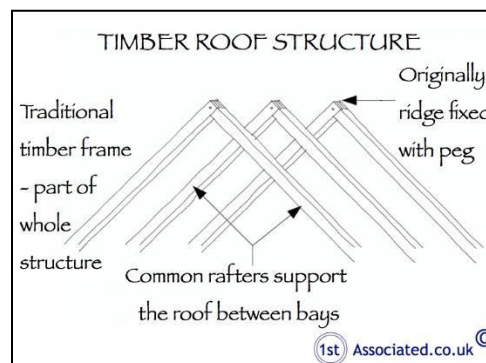 TIMBER ROOF STRUCTURE
Originally
ridge fixed
with peg
Traditional
timber frame
- part of
whole
structure
Common rafters support
the roof between bays
1st Associated.co.uk ©